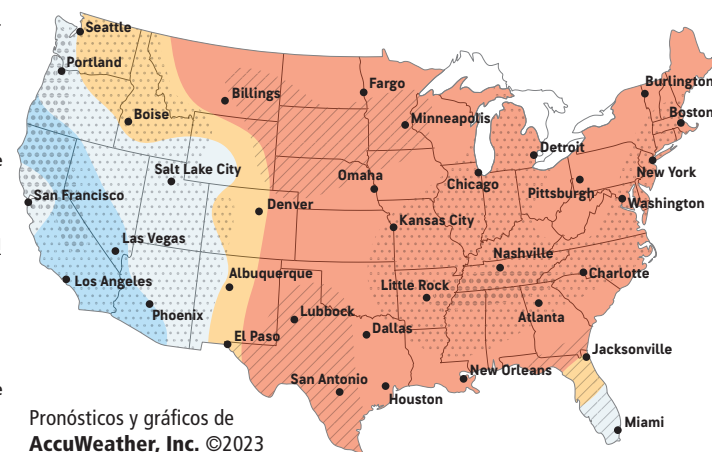 Seattle
Portland
Billings
Fargo
Burlington
Boise
Minneapolis
Boston
Detroit
Salt Lake City
Omaha
Chicago
New York
Pittsburgh
San Francisco
Denver
Washington
Kansas City
Las Vegas
Nashville
Los Angeles
Albuquerque
Little Rock
Charlotte
Phoenix
Lubbock
Atlanta
Dallas
El Paso
Jacksonville
San Antonio
New Orleans
Houston
Miami
Pronósticos y gráficos de
AccuWeather, Inc. ©2023